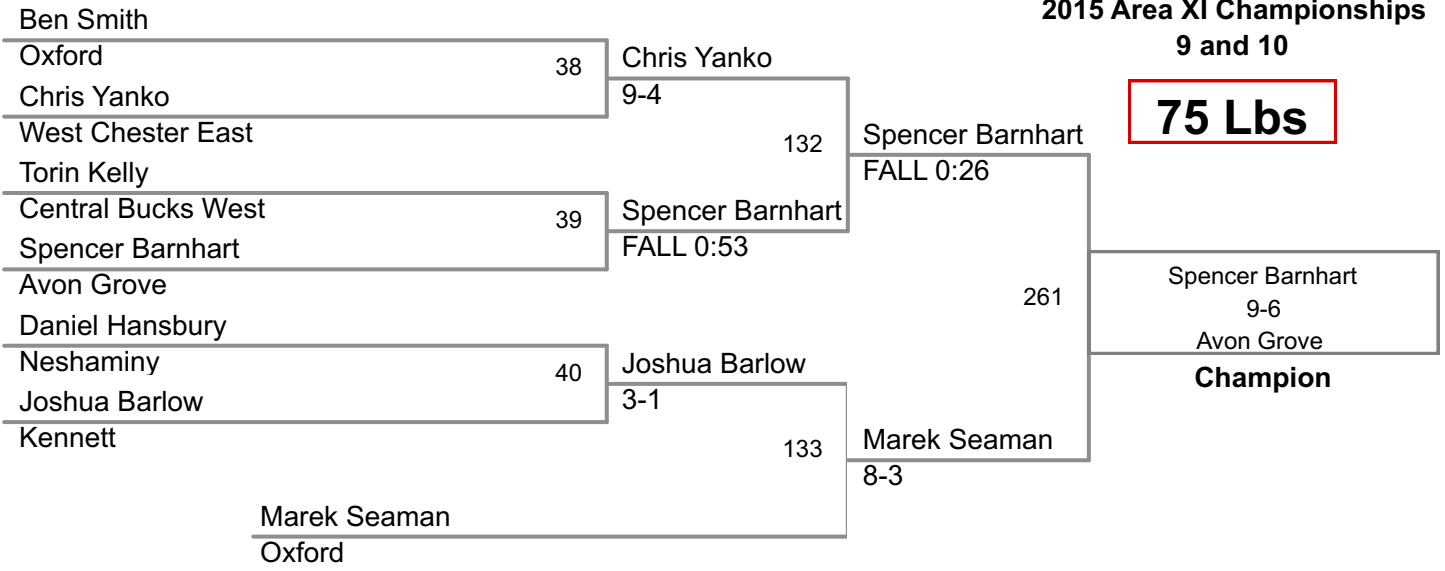 2015 Area XI Championships
9 and 10
75 Lbs
Ben Smith
Oxford
38
Chris Yanko
West Chester East
Chris Yanko
9-4
132
Torin Kelly
Central Bucks West
39
Spencer Barnhart
Avon Grove
Spencer Barnhart
FALL 0:53
Spencer Barnhart
FALL 0:26
261
Daniel Hansbury
Neshaminy
40
Joshua Barlow
Kennett
Joshua Barlow
3-1
133
Marek Seaman
Oxford
Marek Seaman
8-3
Spencer Barnhart
9-6
Avon Grove
Champion